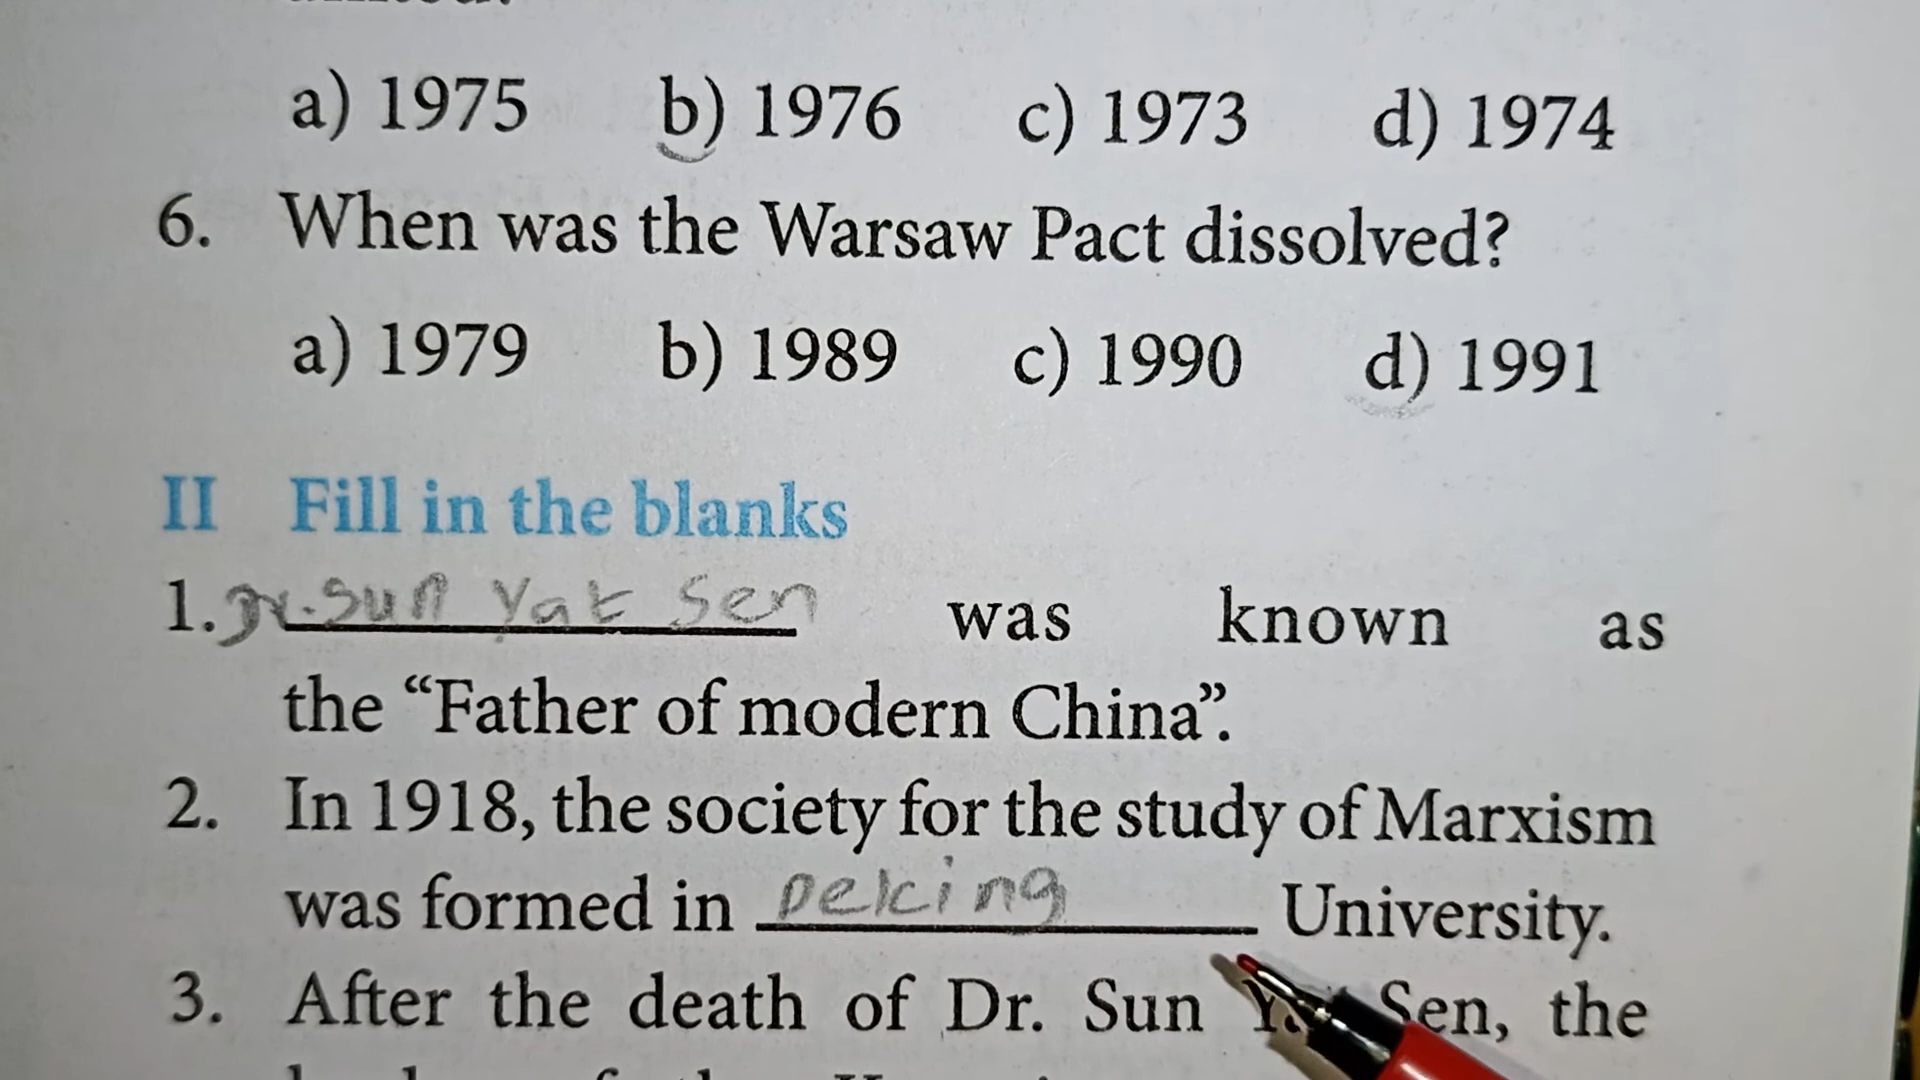 a) 1975 b) 1976 c) 1973 d) 1974
6. When was the Warsaw Pact dissolved?
a) 1979 b) 1989 c) 1990 d) 1991
II Fill in the blanks
1. Dr. Sun Yat Sen was known as
the “Father of modern China”.
2. In 1918, the society for the study of Marxism
was formed in peking University.
3. After the death of Dr. Sun Yat Sen, the